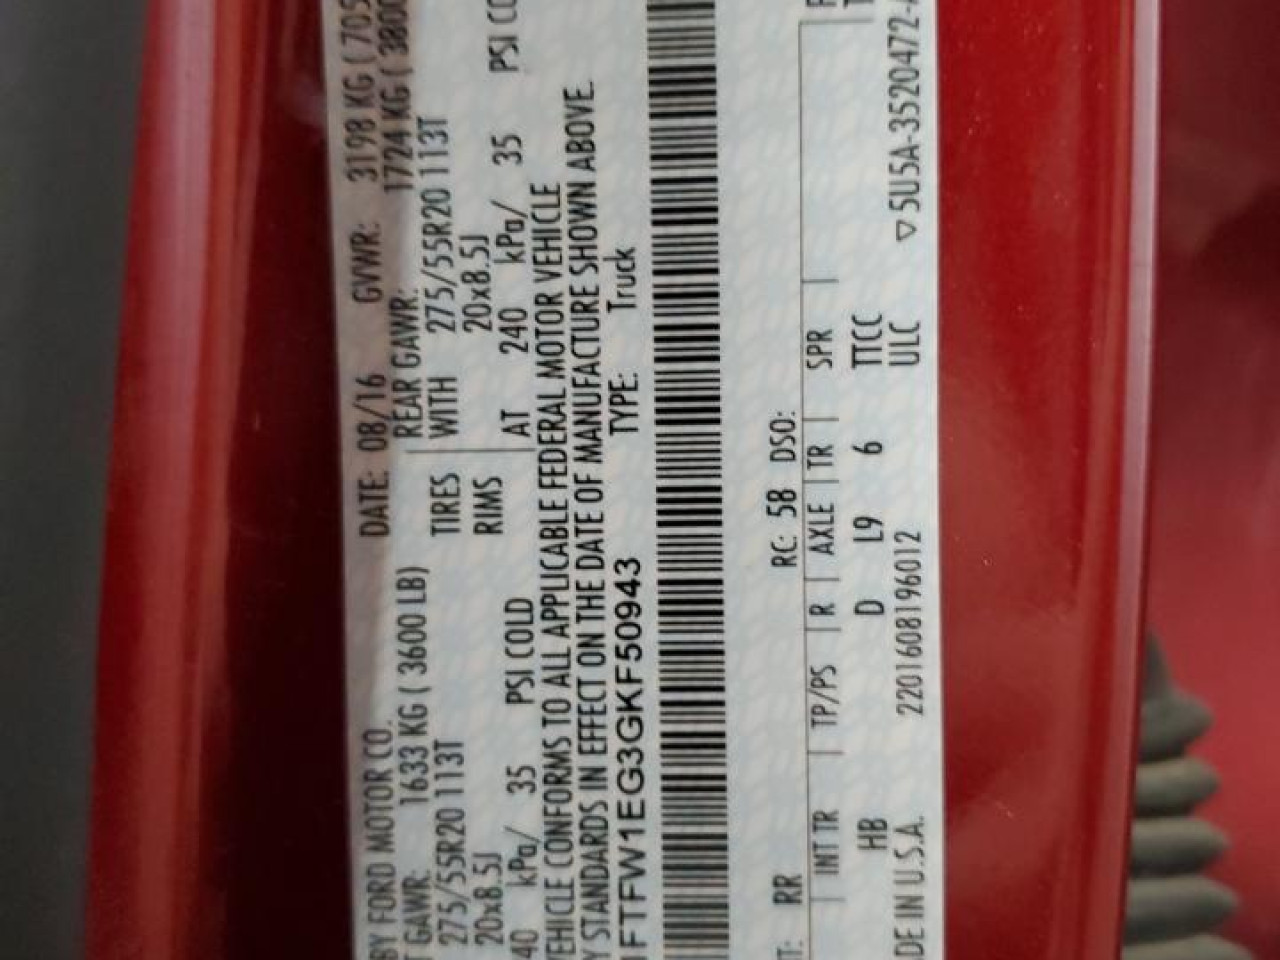 BY FORD MOTOR CO. DATE: 08/16 GVWR: 3198 KG ( 705
T GAWR: 1633 KG ( 3600 LB) REAR GAWR: 1724 KG ( 3800
275/55R20 113T TIRES WITH 275/55R20 113T
20x8.5J RIMS 20x8.5J
40 kPa/ 35 PSI COLD AT 240 kPa/ 35 PSI CO
VEHICLE CONFORMS TO ALL APPLICABLE FEDERAL MOTOR VEHICLE
Y STANDARDS IN EFFECT ON THE DATE OF MANUFACTURE SHOWN ABOVE.
1FTFW1EG3GKF50943 TYPE: Truck
T: RR RC: 58 DSO:
INT TR TP/PS R AXLE TR SPR
HB D L9 6 TTCC
DE IN U.S.A. 220160819 6012 ULC ▽5U5A-3520472-